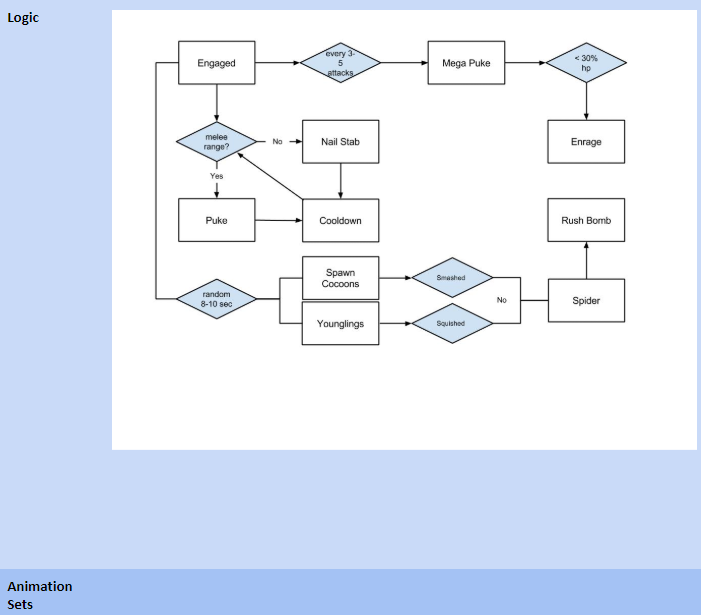 Logic
Engaged
every 3-
5
attacks
Mega Puke
< 30%
hp
melee
range?
No
Nail Stab
Enrage
Yes
Puke
Cooldown
Rush Bomb
Spawn
Cocoons
Smashed
random
8-10 sec
No
Spider
Younglings
Squished
Animation
Sets